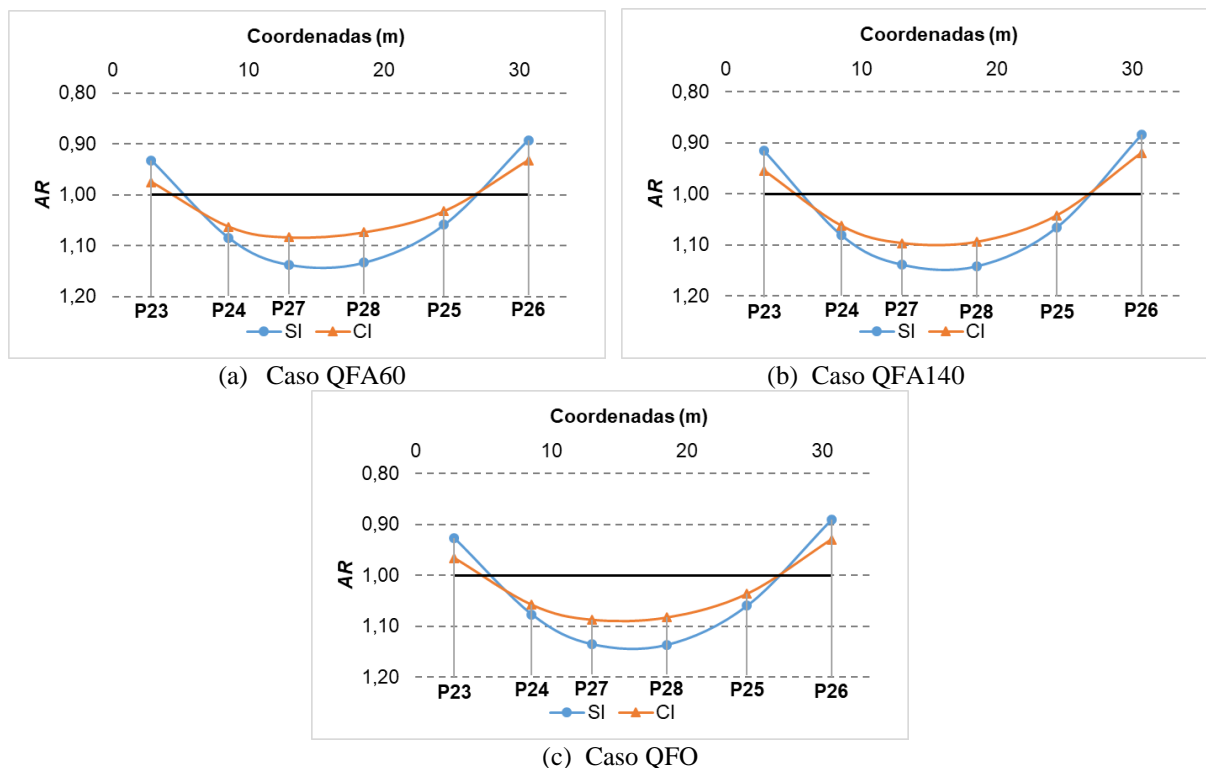 Coordenadas (m)
0 10 20 30
0,80
0,90
1,00
1,10
1,20
AR
P23 P24 P27 P28 P25 P26
SI CI
(a) Caso QFA60
Coordenadas (m)
0 10 20 30
0,80
0,90
1,00
1,10
1,20
AR
P23 P24 P27 P28 P25 P26
SI CI
(b) Caso QFA140
Coordenadas (m)
0 10 20 30
0,80
0,90
1,00
1,10
1,20
AR
P23 P24 P27 P28 P25 P26
SI CI
(c) Caso QFO